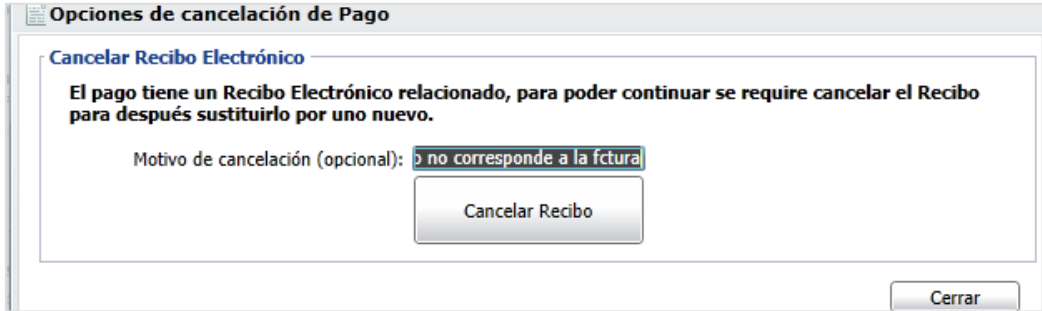 Opciones de cancelación de Pago
Cancelar Recibo Electrónico
El pago tiene un Recibo Electrónico relacionado, para poder continuar se require cancelar el Recibo
para después sustituirlo por uno nuevo.
Motivo de cancelación (opcional): o no corresponde a la fctura
Cancelar Recibo
Cerrar